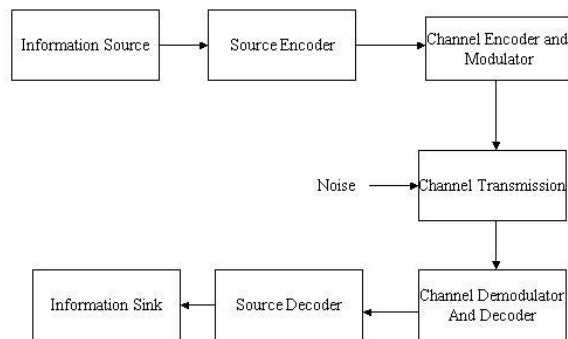 Information Source
Source Encoder
Channel Encoder and
Modulator
Noise
Channel Transmission
Information Sink
Source Decoder
Channel Demodulator
And Decoder